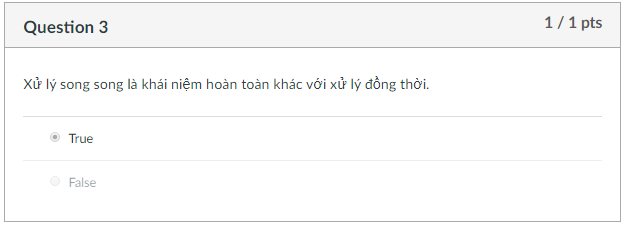 Question 3
1 / 1 pts
Xử lý song song là khái niệm hoàn toàn khác với xử lý đồng thời.
True
False